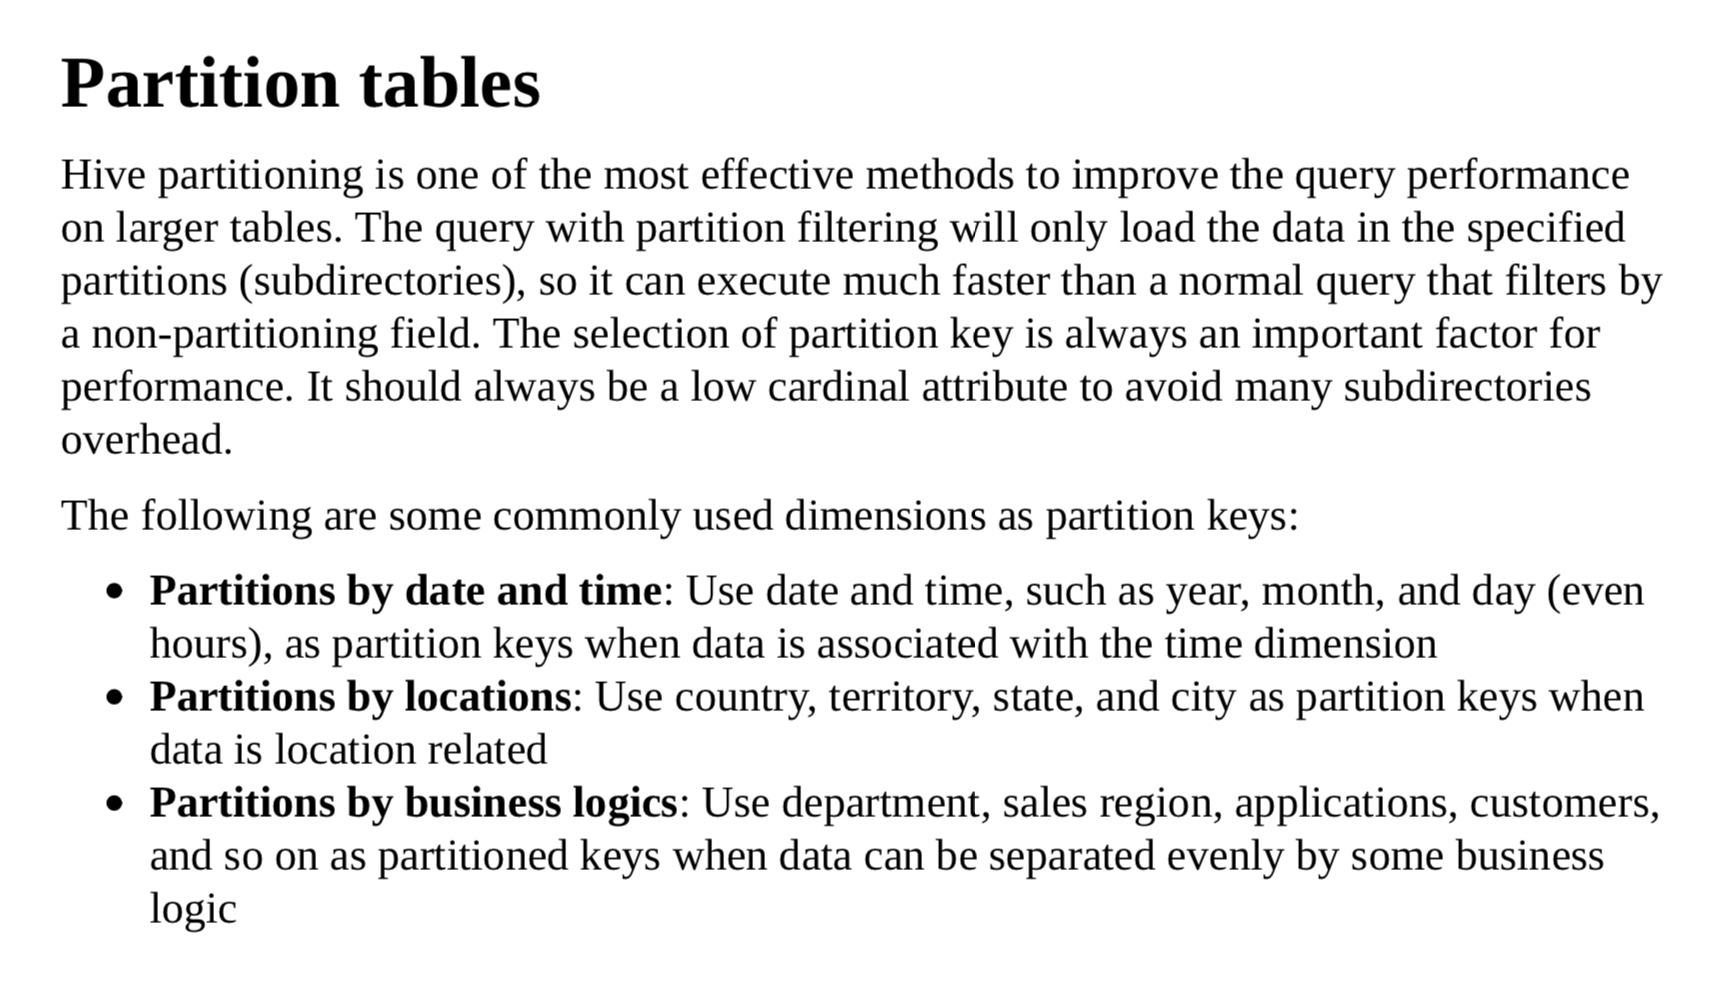 Partition tables
Hive partitioning is one of the most effective methods to improve the query performance
on larger tables. The query with partition filtering will only load the data in the specified
partitions (subdirectories), so it can execute much faster than a normal query that filters by
a non-partitioning field. The selection of partition key is always an important factor for
performance. It should always be a low cardinal attribute to avoid many subdirectories
overhead.
The following are some commonly used dimensions as partition keys:
• Partitions by date and time: Use date and time, such as year, month, and day (even
hours), as partition keys when data is associated with the time dimension
• Partitions by locations: Use country, territory, state, and city as partition keys when
data is location related
• Partitions by business logics: Use department, sales region, applications, customers,
and so on as partitioned keys when data can be separated evenly by some business
logic